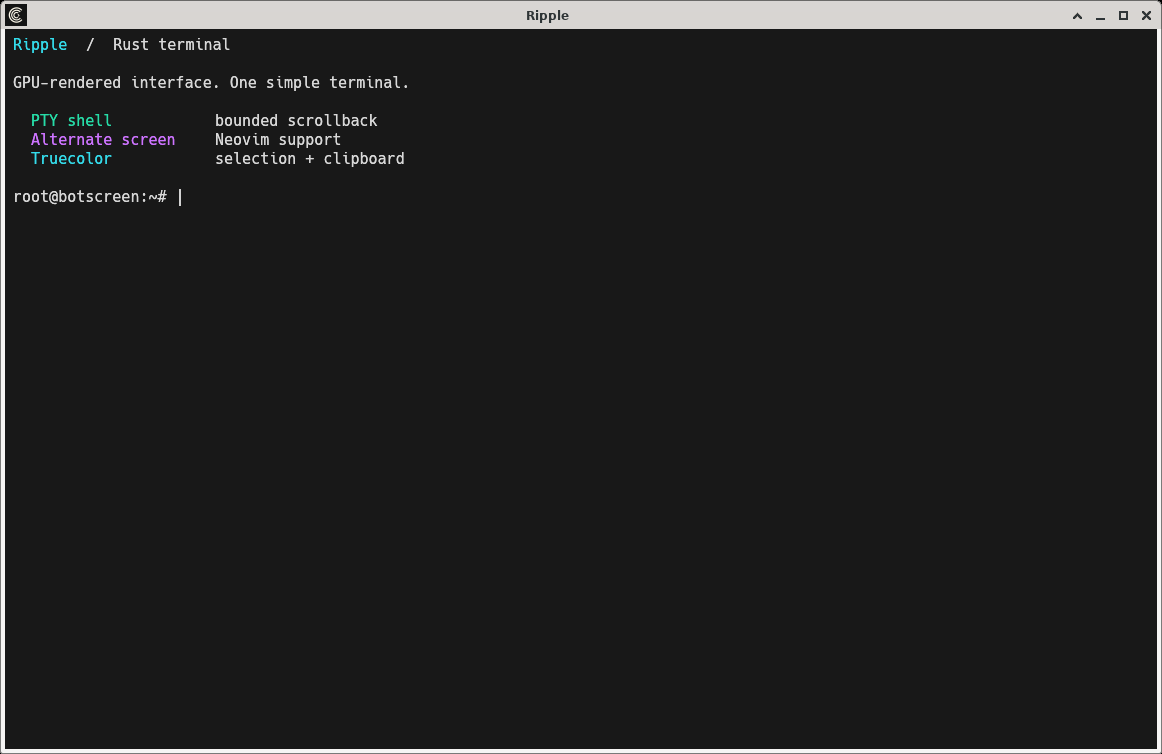 Ripple
Ripple  /  Rust terminal
GPU-rendered interface. One simple terminal.
PTY shell            bounded scrollback
Alternate screen     Neovim support
Truecolor            selection + clipboard
root@botscreen:~#